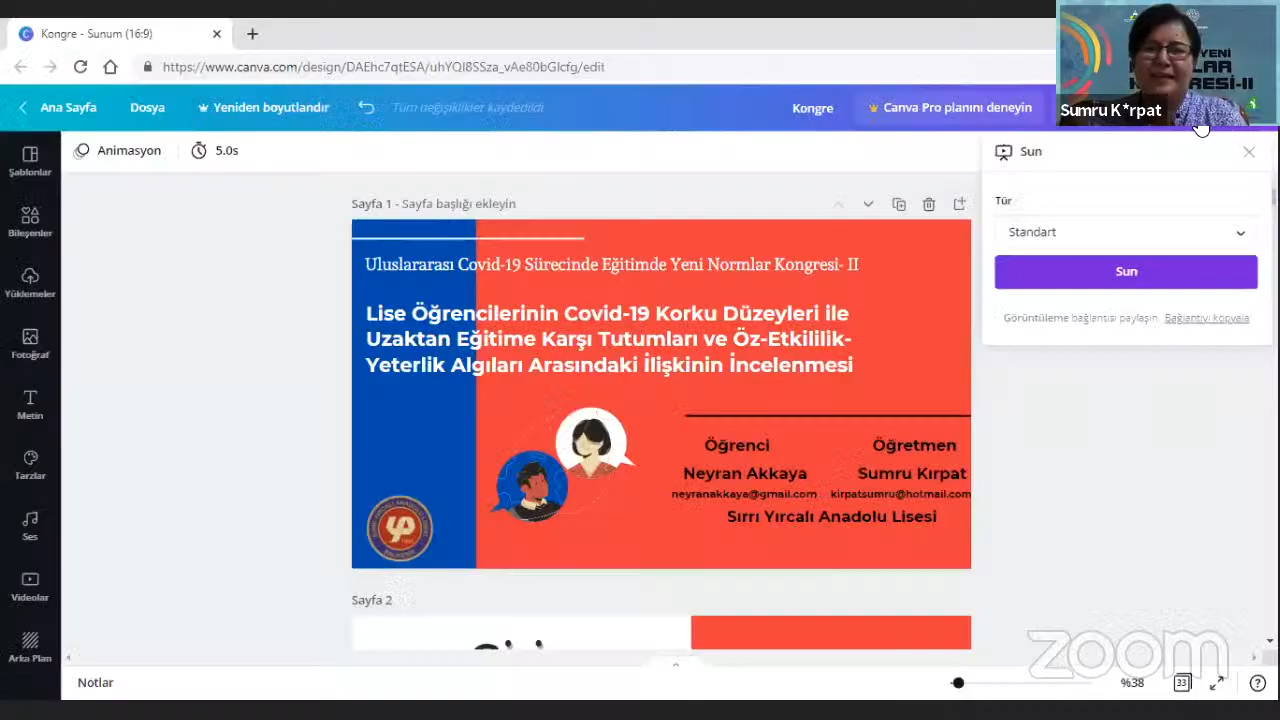 Kongre - Sunum (16:9)
https://www.canva.com/design/DAEhc7qtESA/uhYQI8SSza_vAe80bGIcfg/edit
Ana Sayfa
Dosya
Yeniden boyutlandır
Tüm değişiklikler kaydedildi
Kongre
Canva Pro planını deneyin
Sumru K*rpat
Şablonlar
Bileşenler
Yüklemeler
Fotoğraf
Metin
Tarzlar
Ses
Videolar
Arka Plan
Animasyon
5.0s
Sayfa 1 - Sayfa başlığı ekleyin
Uluslararası Covid-19 Sürecinde Eğitimde Yeni Normlar Kongresi- II
Lise Öğrencilerinin Covid-19 Korku Düzeyleri ile
Uzaktan Eğitime Karşı Tutumları ve Öz-Etkililik-
Yeterlik Algıları Arasındaki İlişkinin İncelenmesi
Öğrenci
Öğretmen
Neyran Akkaya
Sumru Kırpat
neyranakkaya@gmail.com
kirpatsumru@hotmail.com
Sırrı Yırcalı Anadolu Lisesi
Sayfa 2
Sun
Tür
Standart
Sun
Görüntüleme bağlantısı paylaşın Bağlantıyı kopyala
Notlar
%38
33
zoom